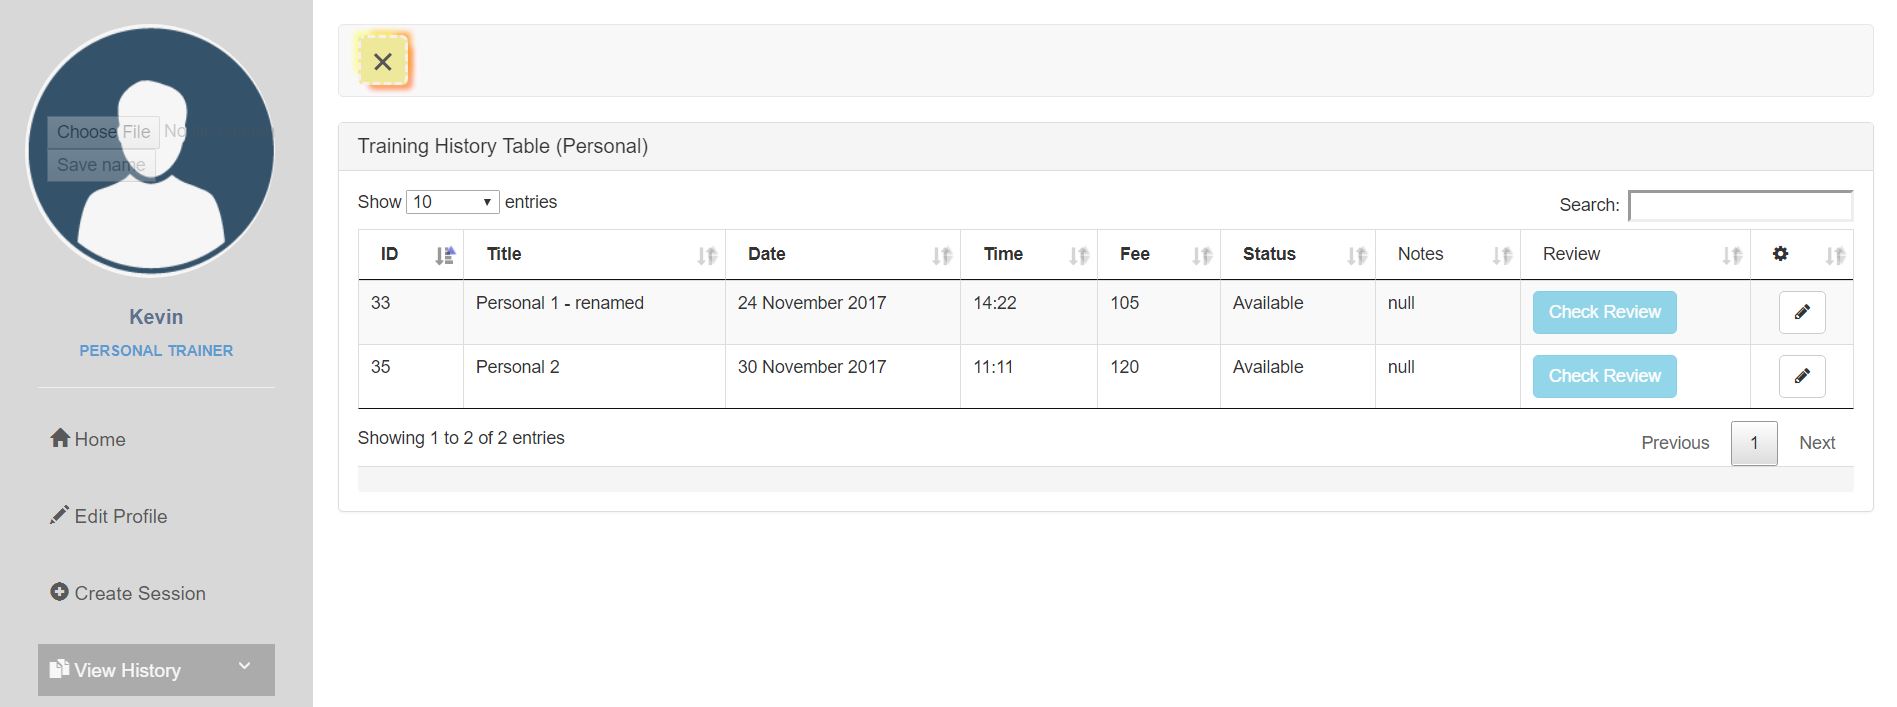 Choose File No
Save name
Kevin
PERSONAL TRAINER
Home
Edit Profile
Create Session
View History
Training History Table (Personal)
Show 10 entries
Search:
ID Title Date Time Fee Status Notes Review
33 Personal 1 - renamed 24 November 2017 14:22 105 Available null Check Review
35 Personal 2 30 November 2017 11:11 120 Available null Check Review
Showing 1 to 2 of 2 entries
Previous 1 Next